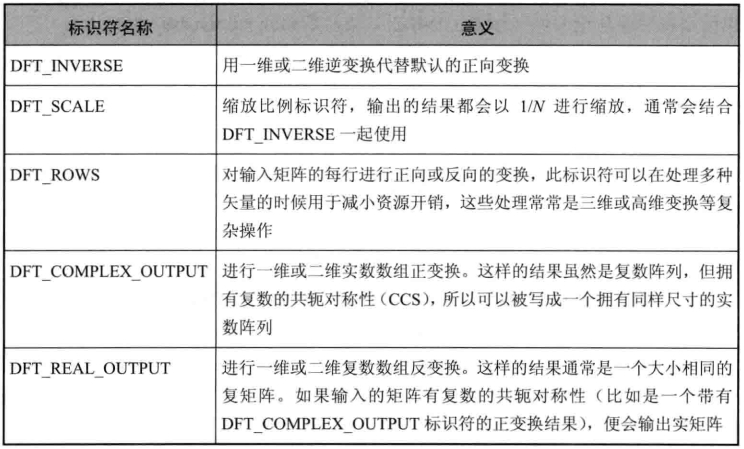 标识符名称 意义
DFT_INVERSE 用一维或二维逆变换代替默认的正向变换
DFT_SCALE 缩放比例标识符，输出的结果都会以 1/N 进行缩放，通常会结合
DFT_INVERSE 一起使用
DFT_ROWS 对输入矩阵的每行进行正向或反向的变换，此标识符可以在处理多种
矢量的时候用于减小资源开销，这些处理常常是三维或高维变换等复
杂操作
DFT_COMPLEX_OUTPUT 进行一维或二维实数数组正变换。这样的结果虽然是复数阵列，但拥
有复数的共轭对称性（CCS），所以可以被写成一个拥有同样尺寸的实
数阵列
DFT_REAL_OUTPUT 进行一维或二维复数数组反变换。这样的结果通常是一个大小相同的
复矩阵。如果输入的矩阵有复数的共轭对称性（比如是一个带有
DFT_COMPLEX_OUTPUT 标识符的正变换结果），便会输出实矩阵